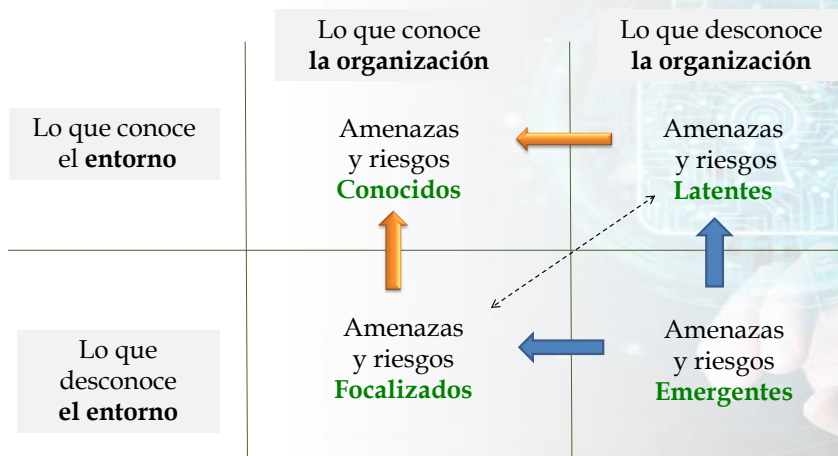 Lo que conoce
la organización
Lo que desconoce
la organización
Lo que conoce
el entorno
Amenazas
y riesgos
Conocidos
Amenazas
y riesgos
Latentes
Lo que
desconoce
el entorno
Amenazas
y riesgos
Focalizados
Amenazas
y riesgos
Emergentes